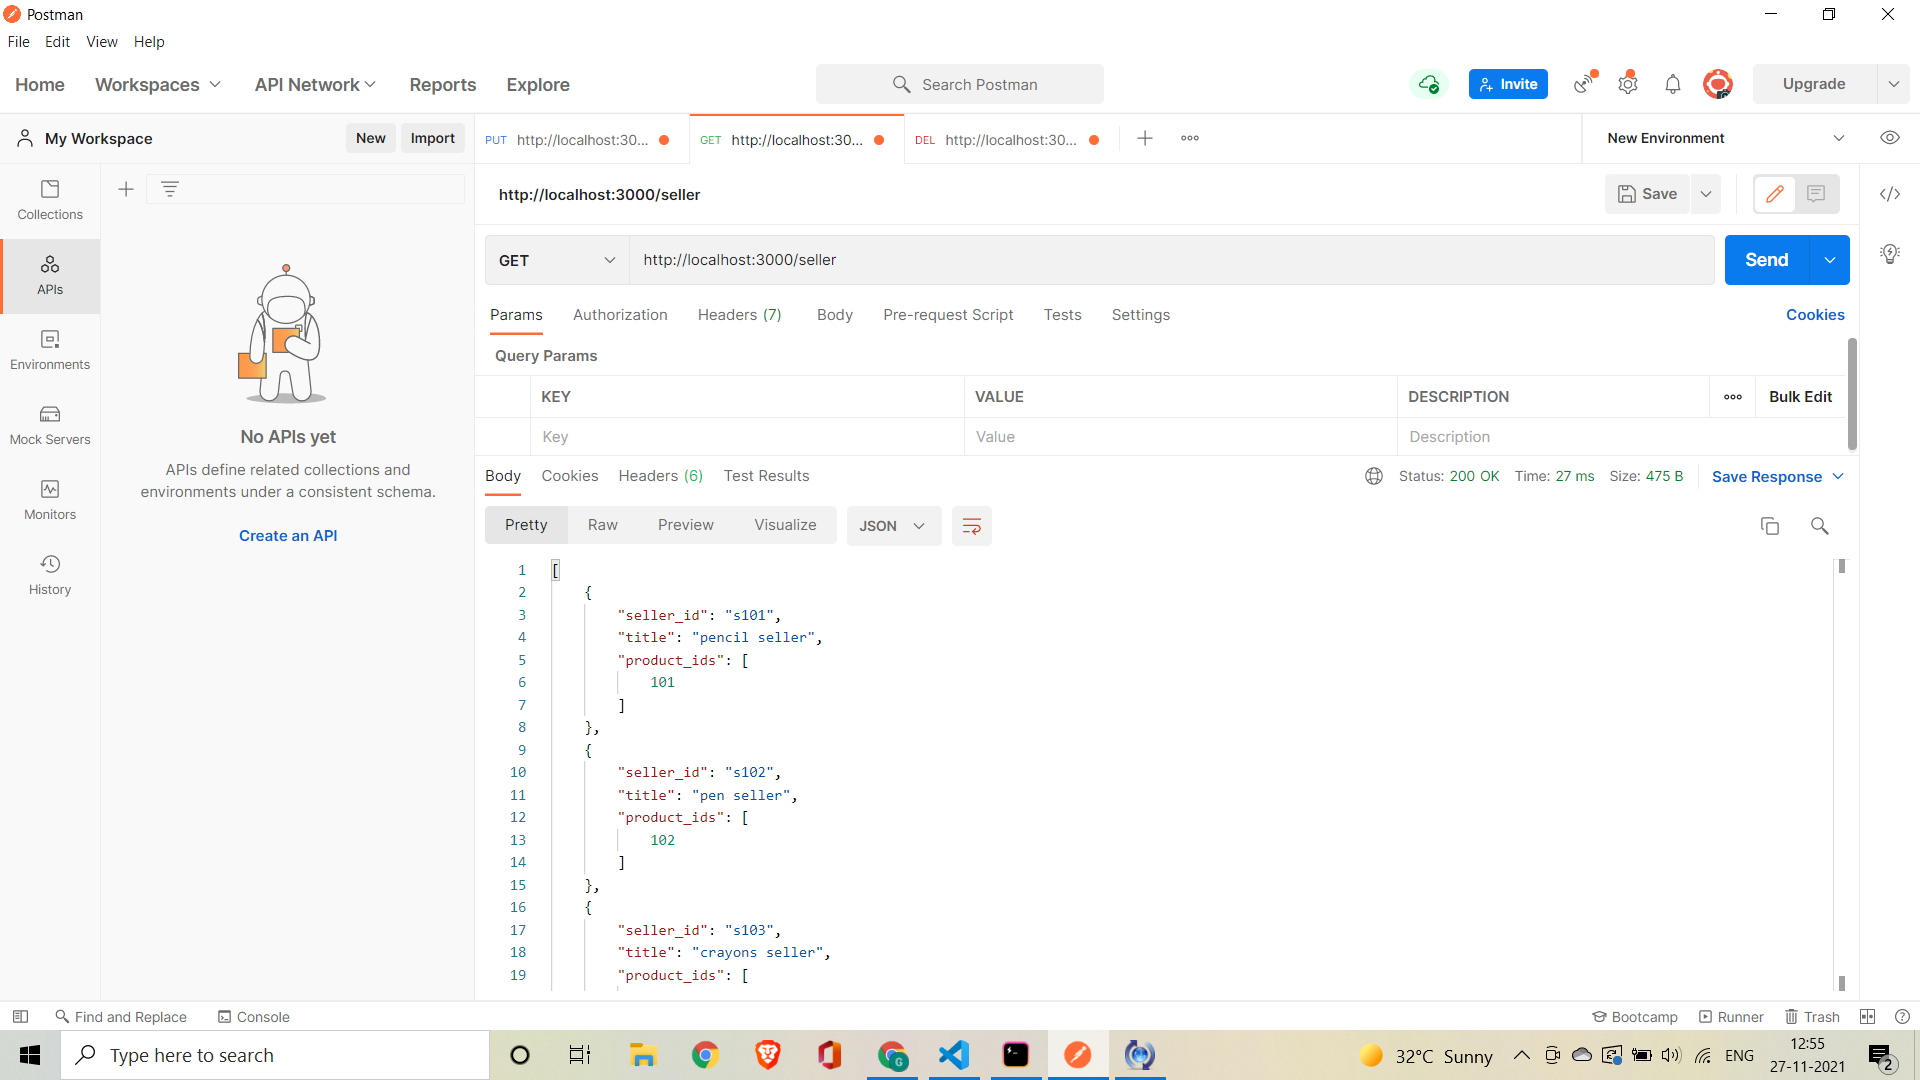 Postman
File Edit View Help
Home Workspaces API Network Reports Explore Search Postman Invite Upgrade
My Workspace New Import PUT http://localhost:30... GET http://localhost:30... DEL http://localhost:30... New Environment
http://localhost:3000/seller Save
GET http://localhost:3000/seller Send
Params Authorization Headers (7) Body Pre-request Script Tests Settings Cookies
Query Params
KEY VALUE DESCRIPTION Bulk Edit
Key Value Description
Body Cookies Headers (6) Test Results Status: 200 OK Time: 27 ms Size: 475 B Save Response
Pretty Raw Preview Visualize JSON
1 [
2 {
3 "seller_id": "s101",
4 "title": "pencil seller",
5 "product_ids": [
6 101
7 ]
8 },
9 {
10 "seller_id": "s102",
11 "title": "pen seller",
12 "product_ids": [
13 102
14 ]
15 },
16 {
17 "seller_id": "s103",
18 "title": "crayons seller",
19 "product_ids": [
Collections
APIs
Environments
Mock Servers
Monitors
History
No APIs yet
APIs define related collections and
environments under a consistent schema.
Create an API
Find and Replace Console Bootcamp Runner Trash
Type here to search G 32°C Sunny ENG 12:55
27-11-2021 2